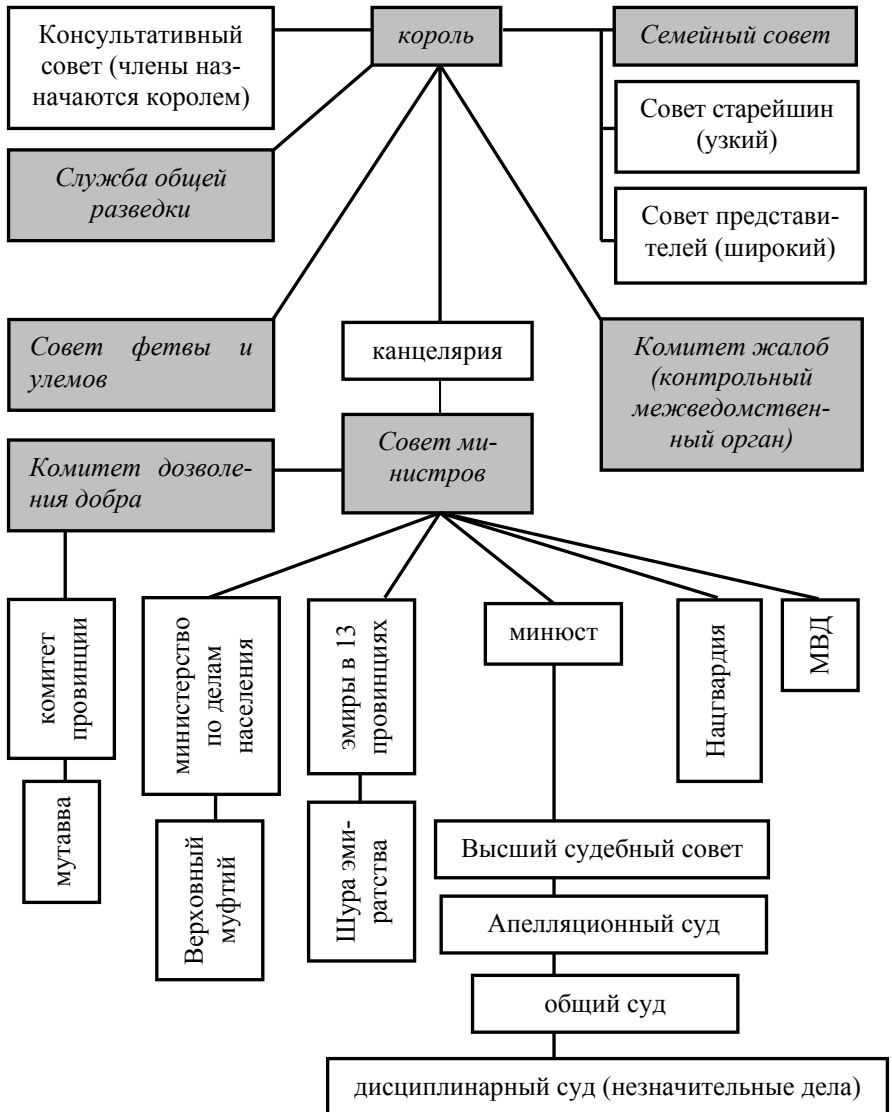 Консультативный
совет (члены наз-
начаются королем)
король
Семейный совет
Совет старейшин
(узкий)
Служба общей
разведки
Совет представи-
телей (широкий)
Совет фетвы и
улемов
канцелярия
Комитет жалоб
(контрольный
межведомствен-
ный орган)
Комитет дозволе-
ния добра
Совет ми-
нистров
комитет
провинции
министерство
по делам
населения
эмиры в 13
провинциях
минюст
Нацгвардия
МВД
мутавва
Верховный
муфтий
Шура эми-
ратства
Высший судебный совет
Апелляционный суд
общий суд
дисциплинарный суд (незначительные дела)